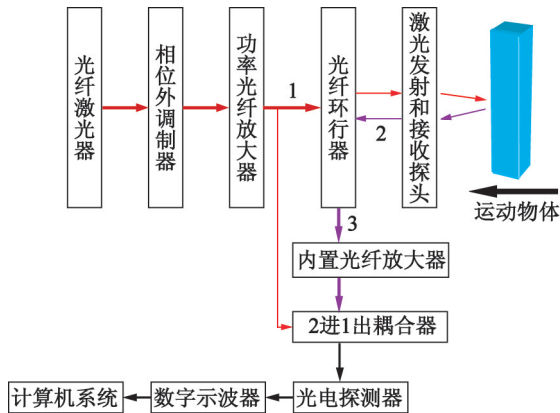 光纤激光器
相位外调制器
功率光纤放大器
1
光纤环行器
2
激光发射和接收探头
运动物体
3
内置光纤放大器
2进1出耦合器
计算机系统
数字示波器
光电探测器